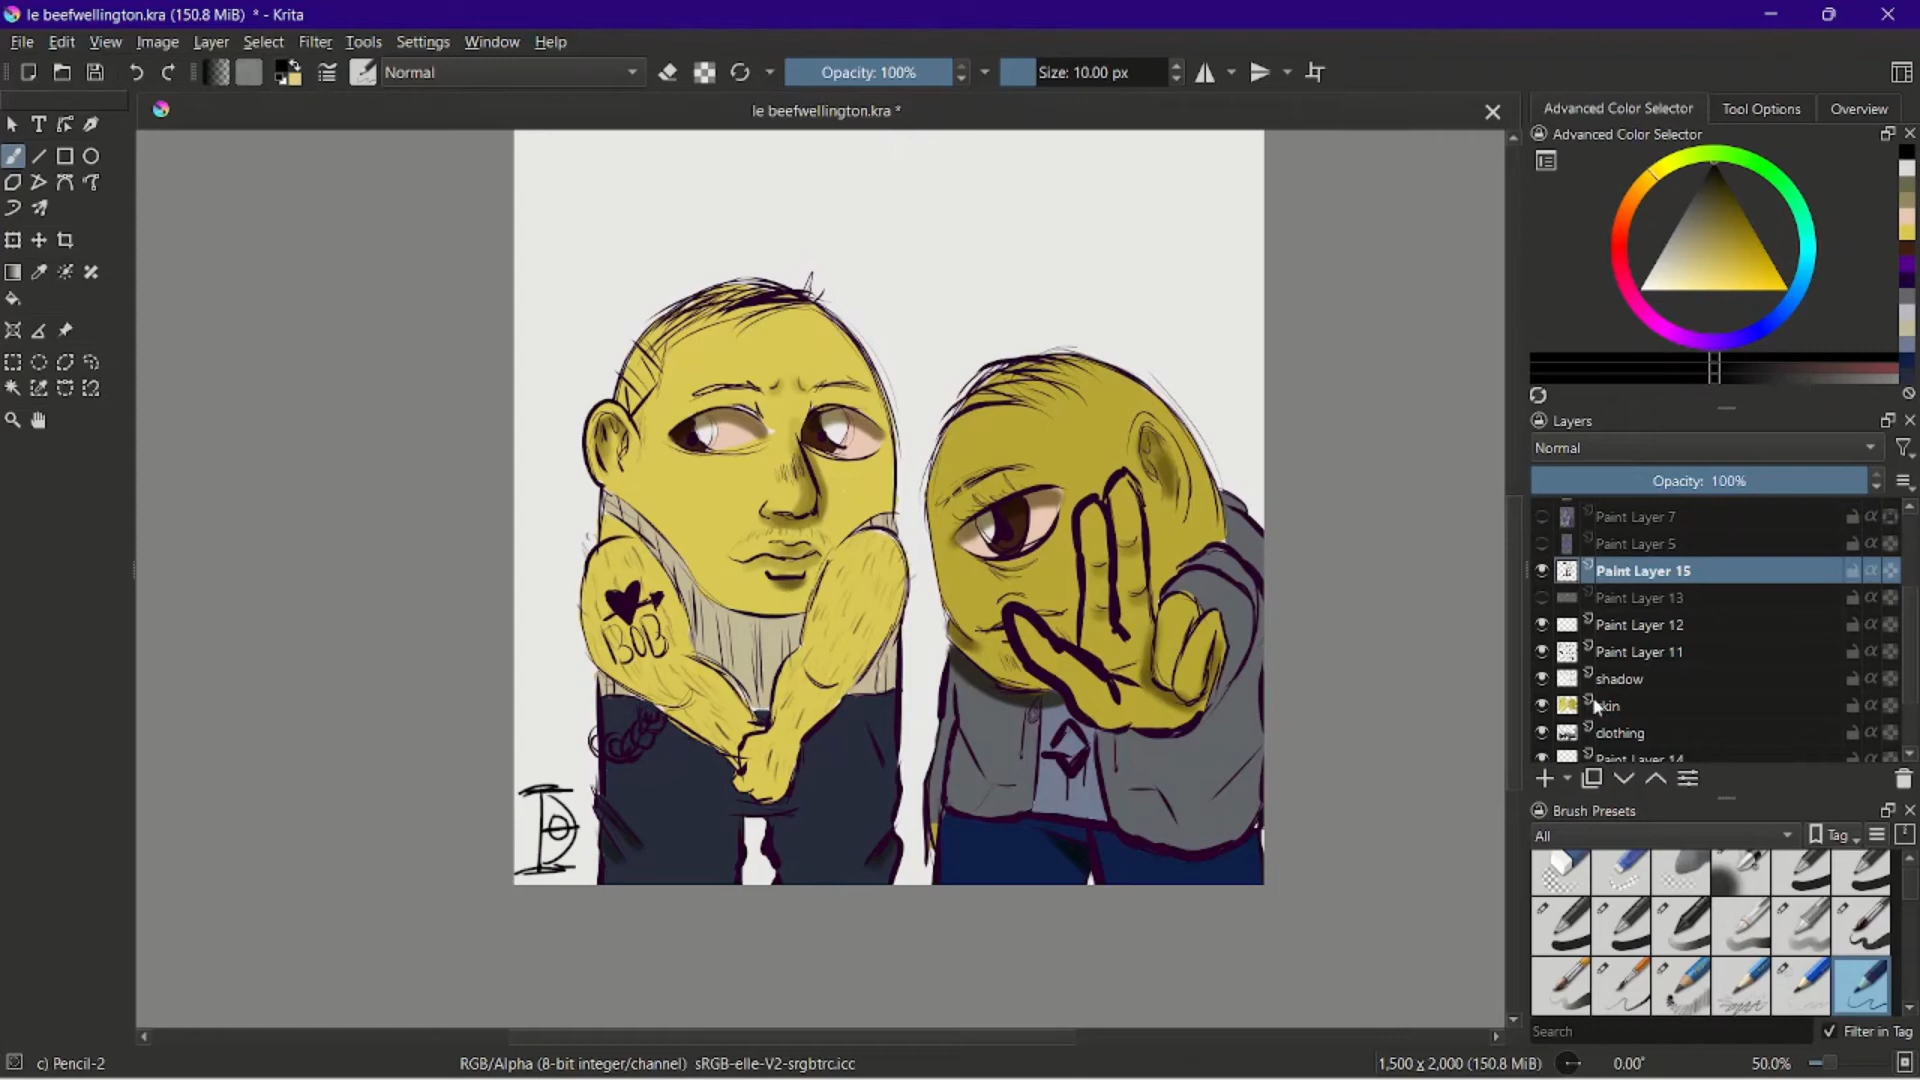 le beefwellington.kra (150.8 MiB) * - Krita
File Edit View Image Layer Select Filter Tools Settings Window Help
Normal
Opacity: 100%
Size: 10.00 px
le beefwellington.kra *
Advanced Color Selector
Tool Options
Overview
Advanced Color Selector
Layers
Normal
Opacity: 100%
Paint Layer 7
Paint Layer 5
Paint Layer 15
Paint Layer 13
Paint Layer 12
Paint Layer 11
shadow
skin
clothing
Paint Layer 14
BOB
Brush Presets
All
Tag
Search
Filter in Tag
c) Pencil-2
RGB/Alpha (8-bit integer/channel) sRGB-elle-V2-srgbtrc.icc
1,500 x 2,000 (150.8 MiB)
0.00°
50.0%